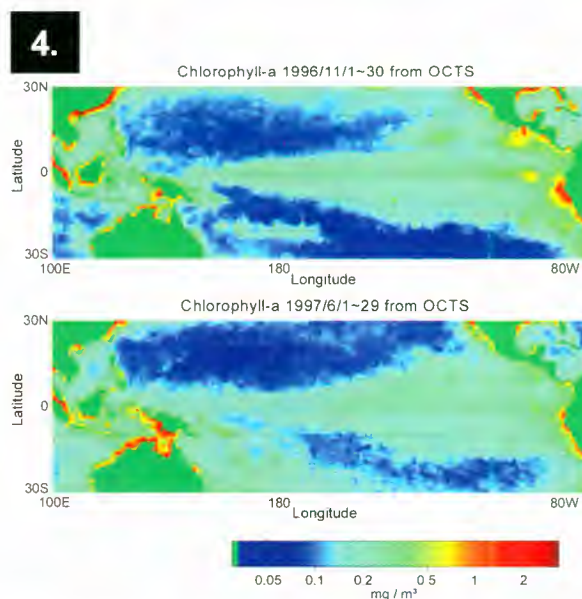 4.
Chlorophyll-a 1996/11/1~30 from OCTS
30N
Latitude
0
30S
100E
180
80W
Longitude
Chlorophyll-a 1997/6/1~29 from OCTS
30N
Latitude
0
30S
100E
180
80W
Longitude
0.05 0.1 0.2 0.5 1 2
mg / m³